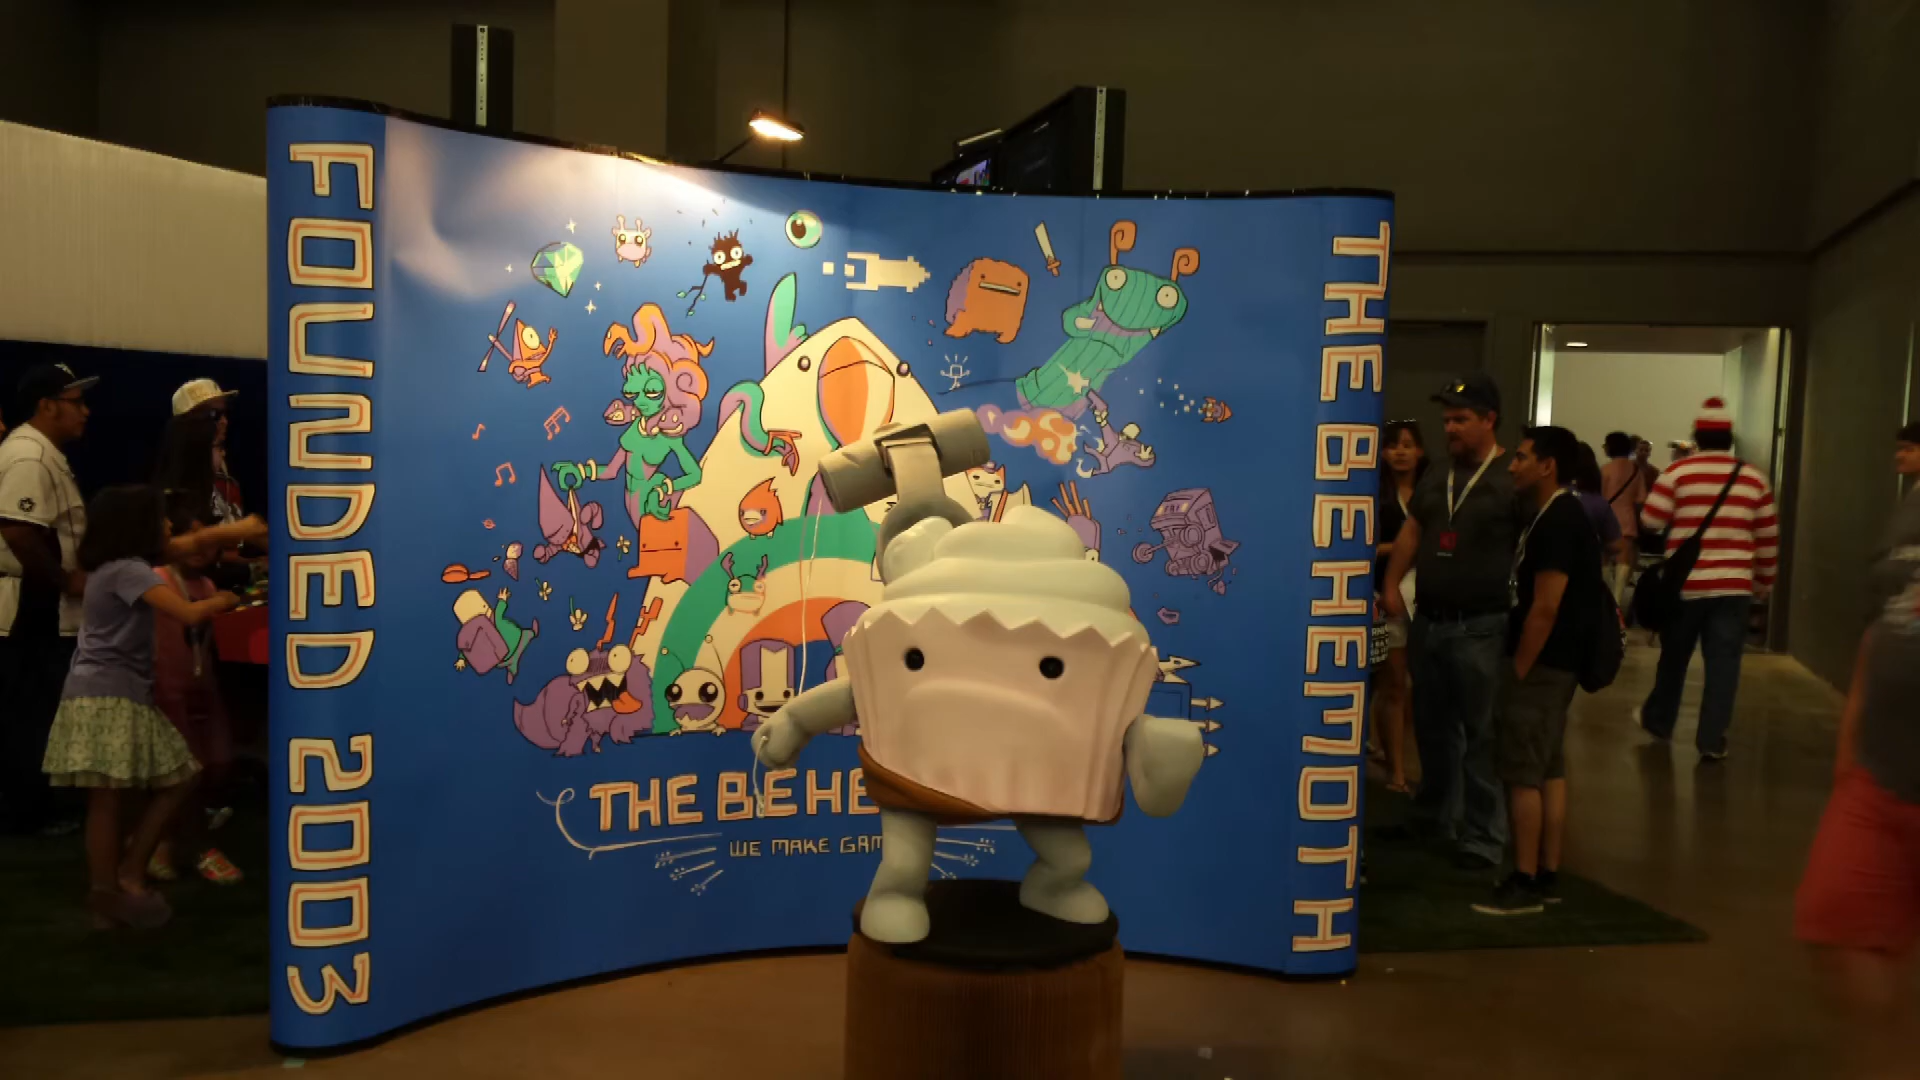 FOUNDED 2003
THE BEHEMOTH
THE BEHE
WE MAKE GAM